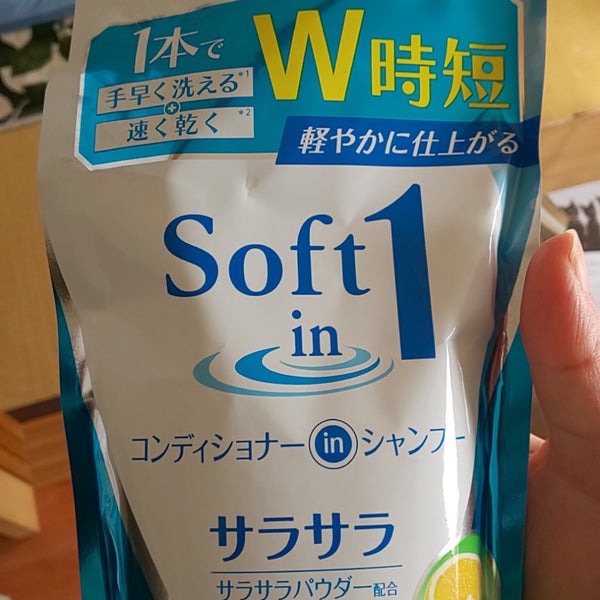 1本で
手早く洗える*1
+
速く乾く*2
W時短
軽やかに仕上がる
Soft in 1
コンディショナー in シャンプー
サラサラ
サラサラパウダー配合